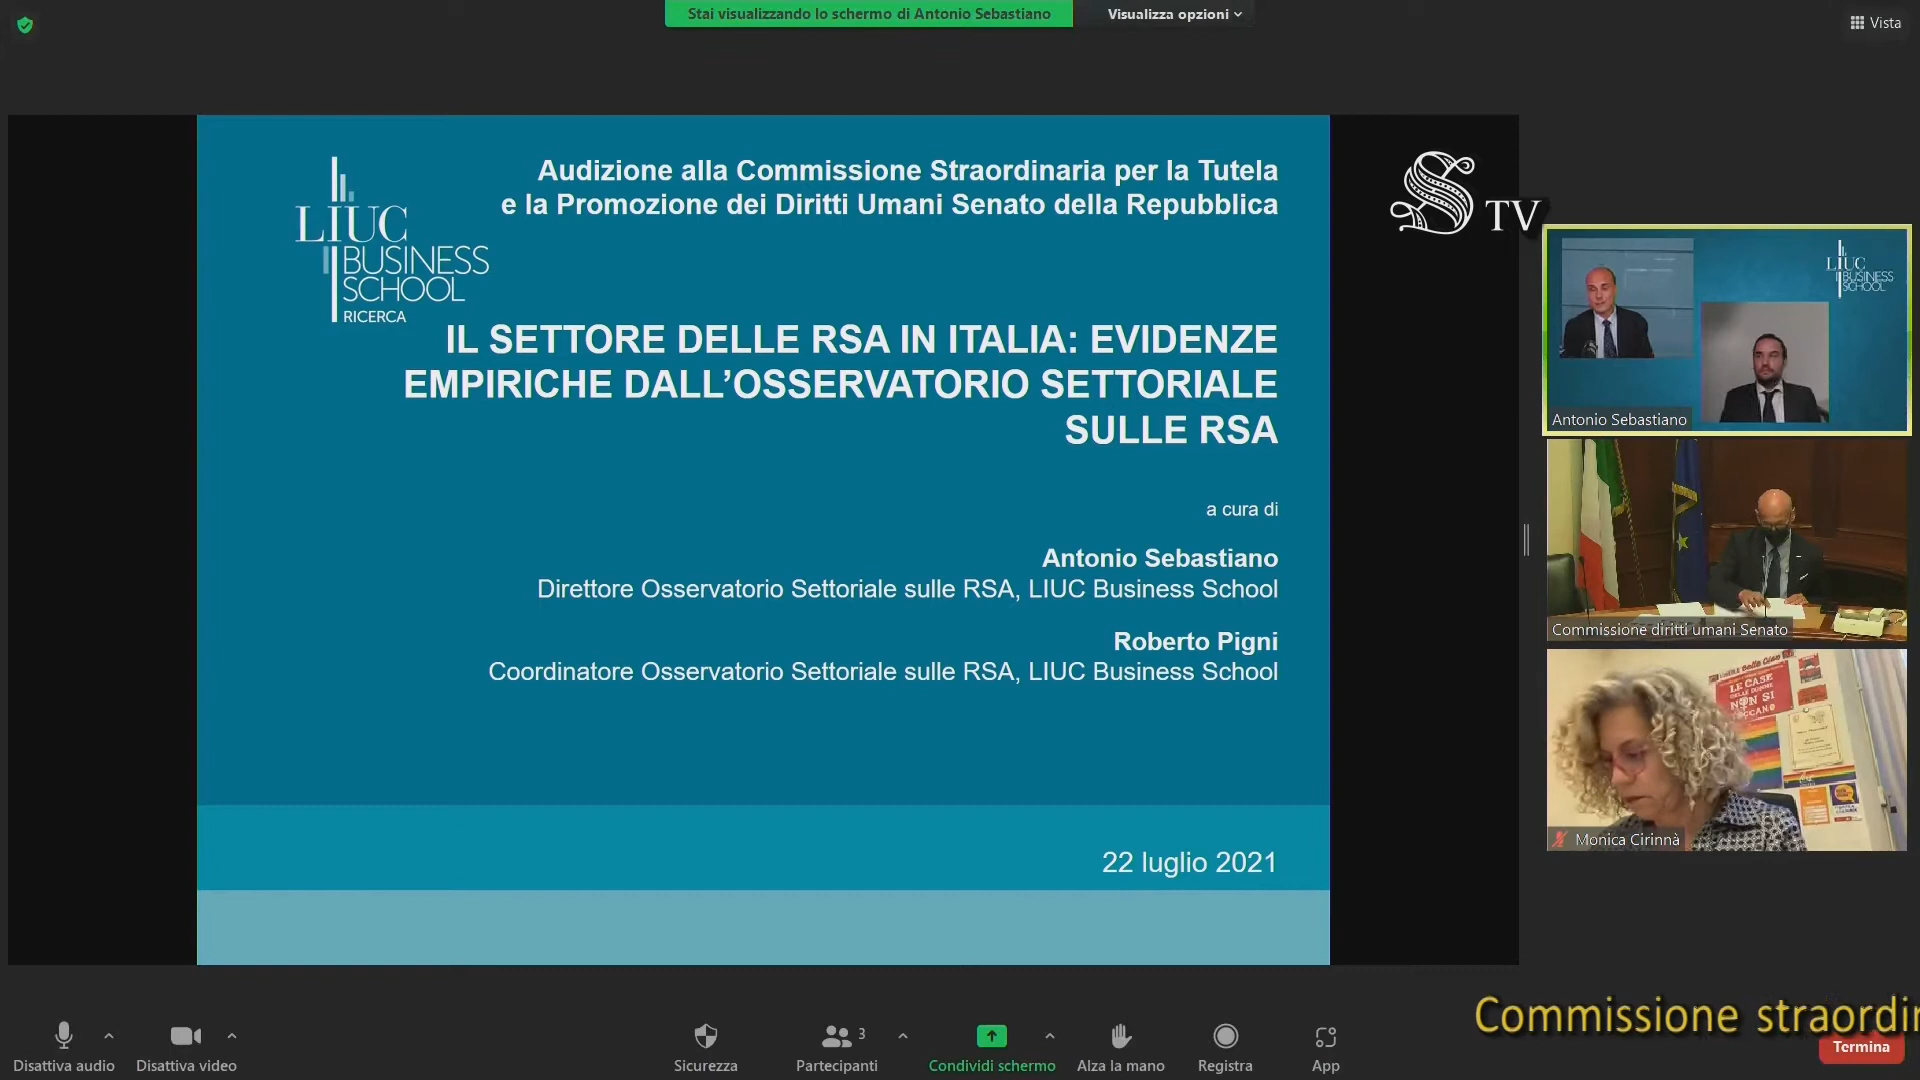 Stai visualizzando lo schermo di Antonio Sebastiano
Visualizza opzioni
Vista
Audizione alla Commissione Straordinaria per la Tutela
e la Promozione dei Diritti Umani Senato della Repubblica
LIUC
BUSINESS
SCHOOL
RICERCA
IL SETTORE DELLE RSA IN ITALIA: EVIDENZE
EMPIRICHE DALL’OSSERVATORIO SETTORIALE
SULLE RSA
a cura di
Antonio Sebastiano
Direttore Osservatorio Settoriale sulle RSA, LIUC Business School
Roberto Pigni
Coordinatore Osservatorio Settoriale sulle RSA, LIUC Business School
22 luglio 2021
S TV
LIUC
BUSINESS
SCHOOL
Antonio Sebastiano
Commissione diritti umani Senato
LE CASE
DELLE DONNE
NON SI
TOCCANO
Monica Cirinnà
Commissione straordi
Disattiva audio
Disattiva video
Sicurezza
Partecipanti
3
Condividi schermo
Alza la mano
Registra
App
Termina